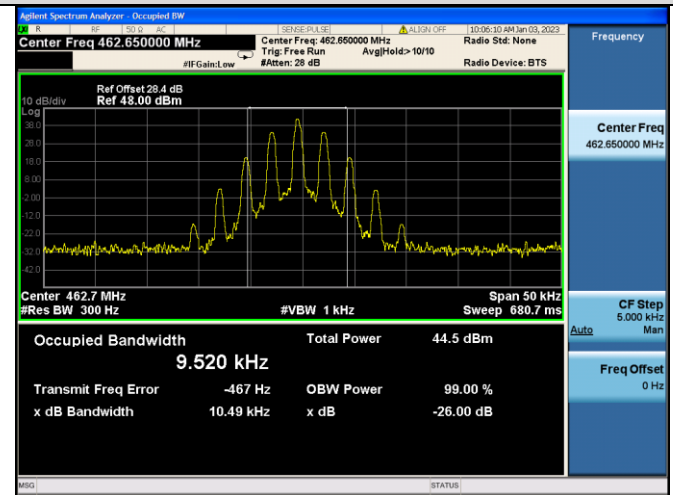 Agilent Spectrum Analyzer - Occupied BW
R RF 50 Ω AC SENSE:PULSE ALIGN OFF 10:06:10 AM Jan 03, 2023
Center Freq 462.650000 MHz Center Freq: 462.650000 MHz Radio Std: None
Trig: Free Run Avg|Hold:> 10/10
#IFGain:Low #Atten: 28 dB Radio Device: BTS
Ref Offset 28.4 dB
10 dB/div Ref 48.00 dBm
Log
38.0
28.0
18.0
8.00
-2.00
-12.0
-22.0
-32.0
-42.0
Center 462.7 MHz Span 50 kHz
#Res BW 300 Hz #VBW 1 kHz Sweep 680.7 ms
Occupied Bandwidth Total Power 44.5 dBm
9.520 kHz
Transmit Freq Error -467 Hz OBW Power 99.00 %
x dB Bandwidth 10.49 kHz x dB -26.00 dB
MSG STATUS
Frequency
Center Freq
462.650000 MHz
CF Step
5.000 kHz
Auto Man
Freq Offset
0 Hz